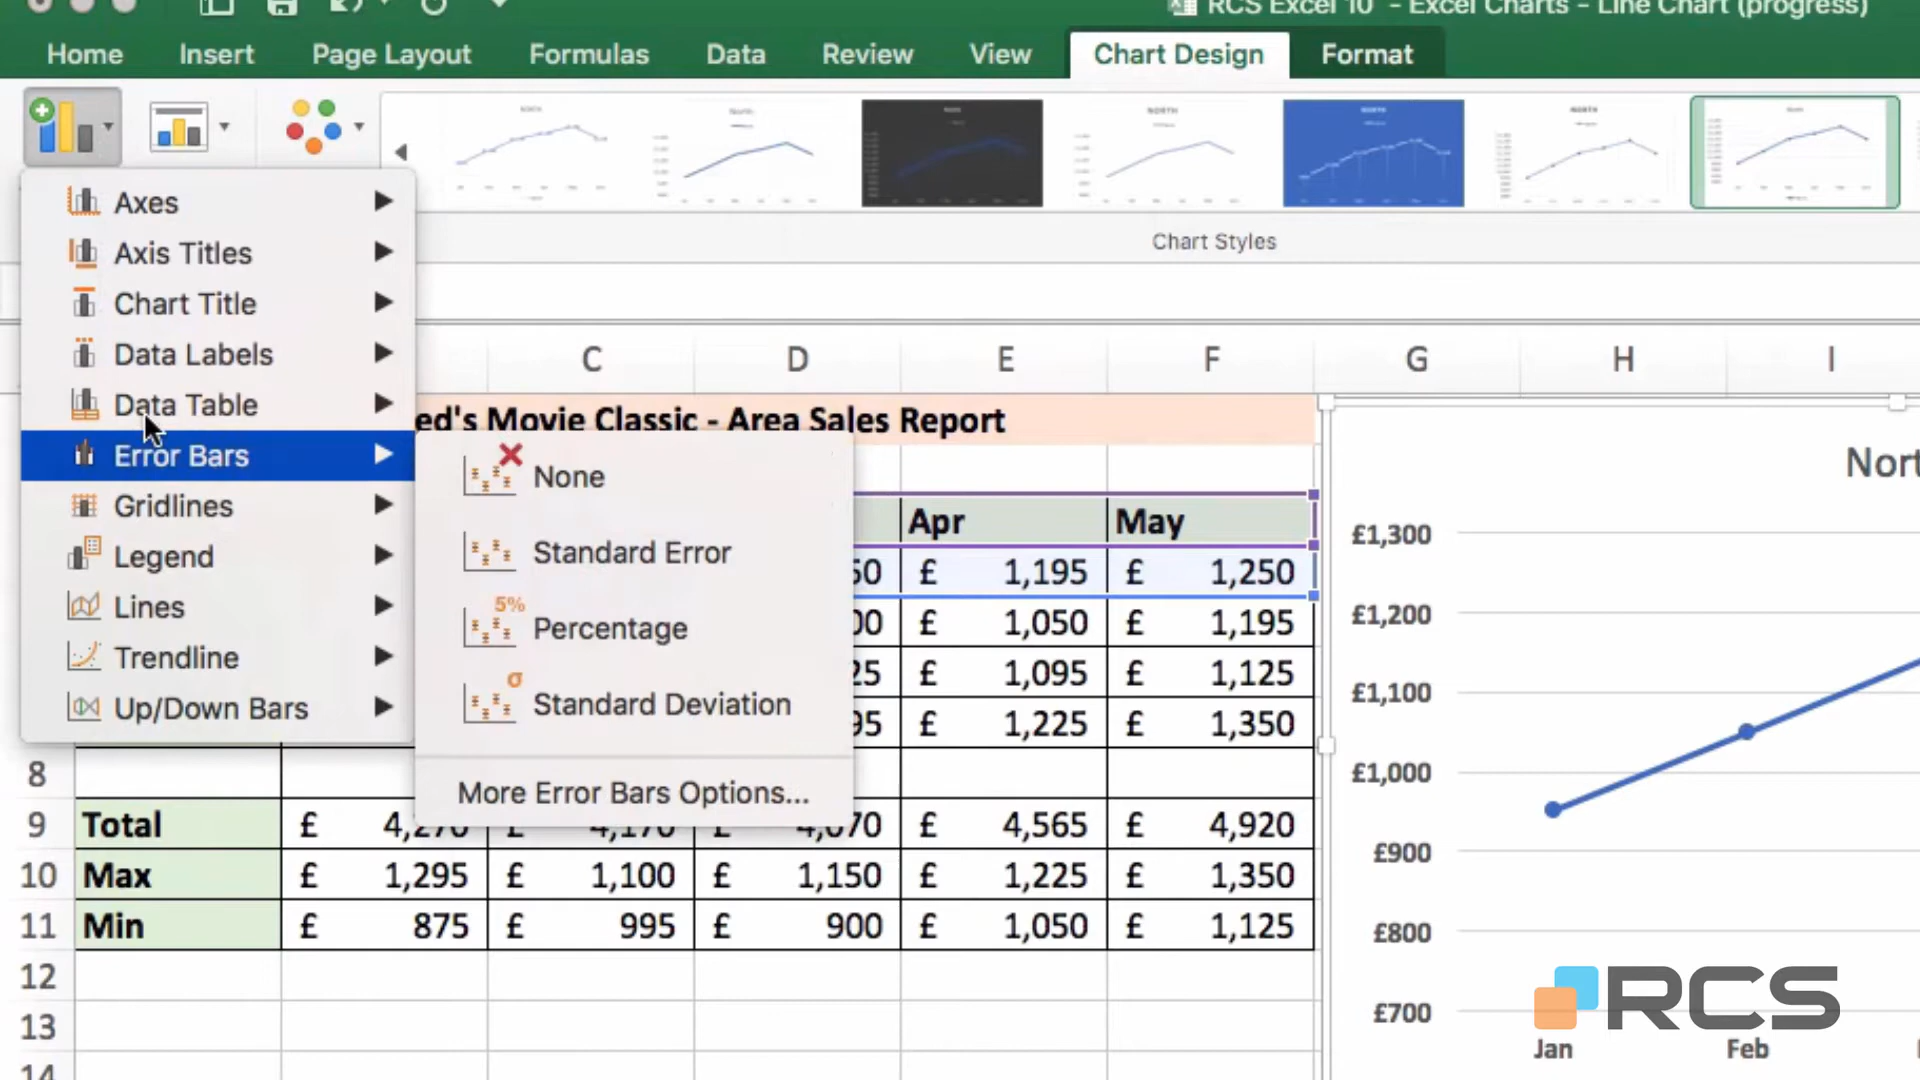 RCS Excel 10 - Excel Charts - Line Chart (progress)
Home Insert Page Layout Formulas Data Review View Chart Design Format
Chart Styles
Axes
Axis Titles
Chart Title
Data Labels
Data Table
Error Bars
Gridlines
Legend
Lines
Trendline
Up/Down Bars
None
Standard Error
5%
Percentage
σ
Standard Deviation
More Error Bars Options...
C D E F G H I
ed's Movie Classic - Area Sales Report
Apr May
50 £ 1,195 £ 1,250
00 £ 1,050 £ 1,195
25 £ 1,095 £ 1,125
95 £ 1,225 £ 1,350
8
9 Total £ 4,270 £ 4,170 £ 4,070 £ 4,565 £ 4,920
10 Max £ 1,295 £ 1,100 £ 1,150 £ 1,225 £ 1,350
11 Min £ 875 £ 995 £ 900 £ 1,050 £ 1,125
12
13
14
Nort
£1,300
£1,200
£1,100
£1,000
£900
£800
£700
Jan Feb
RCS